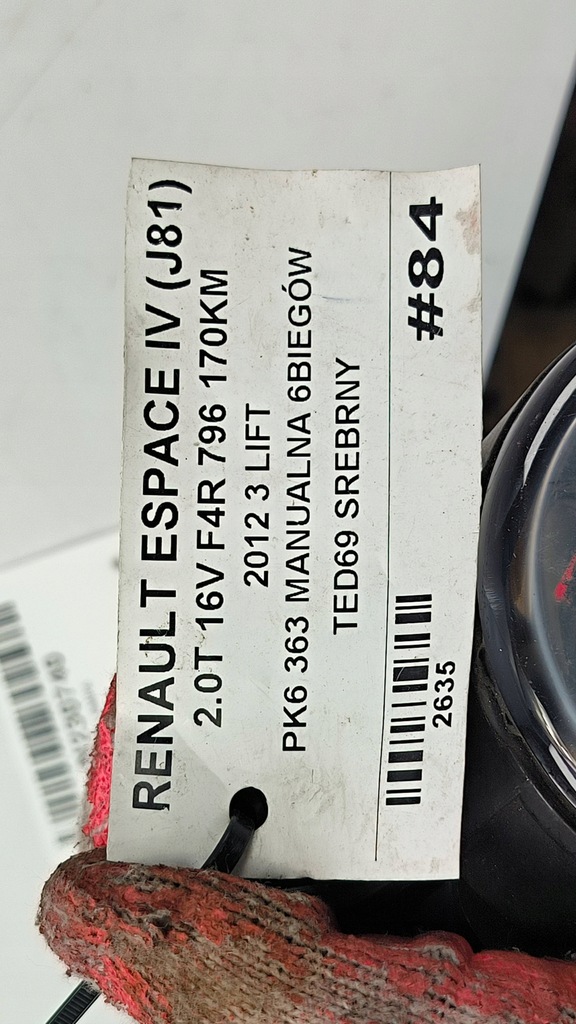 RENAULT ESPACE IV (J81)
2.0T 16V F4R 796 170KM
2012 3 LIFT
PK6 363 MANUALNA 6BIEGÓW
TED69 SREBRNY
#84
2635